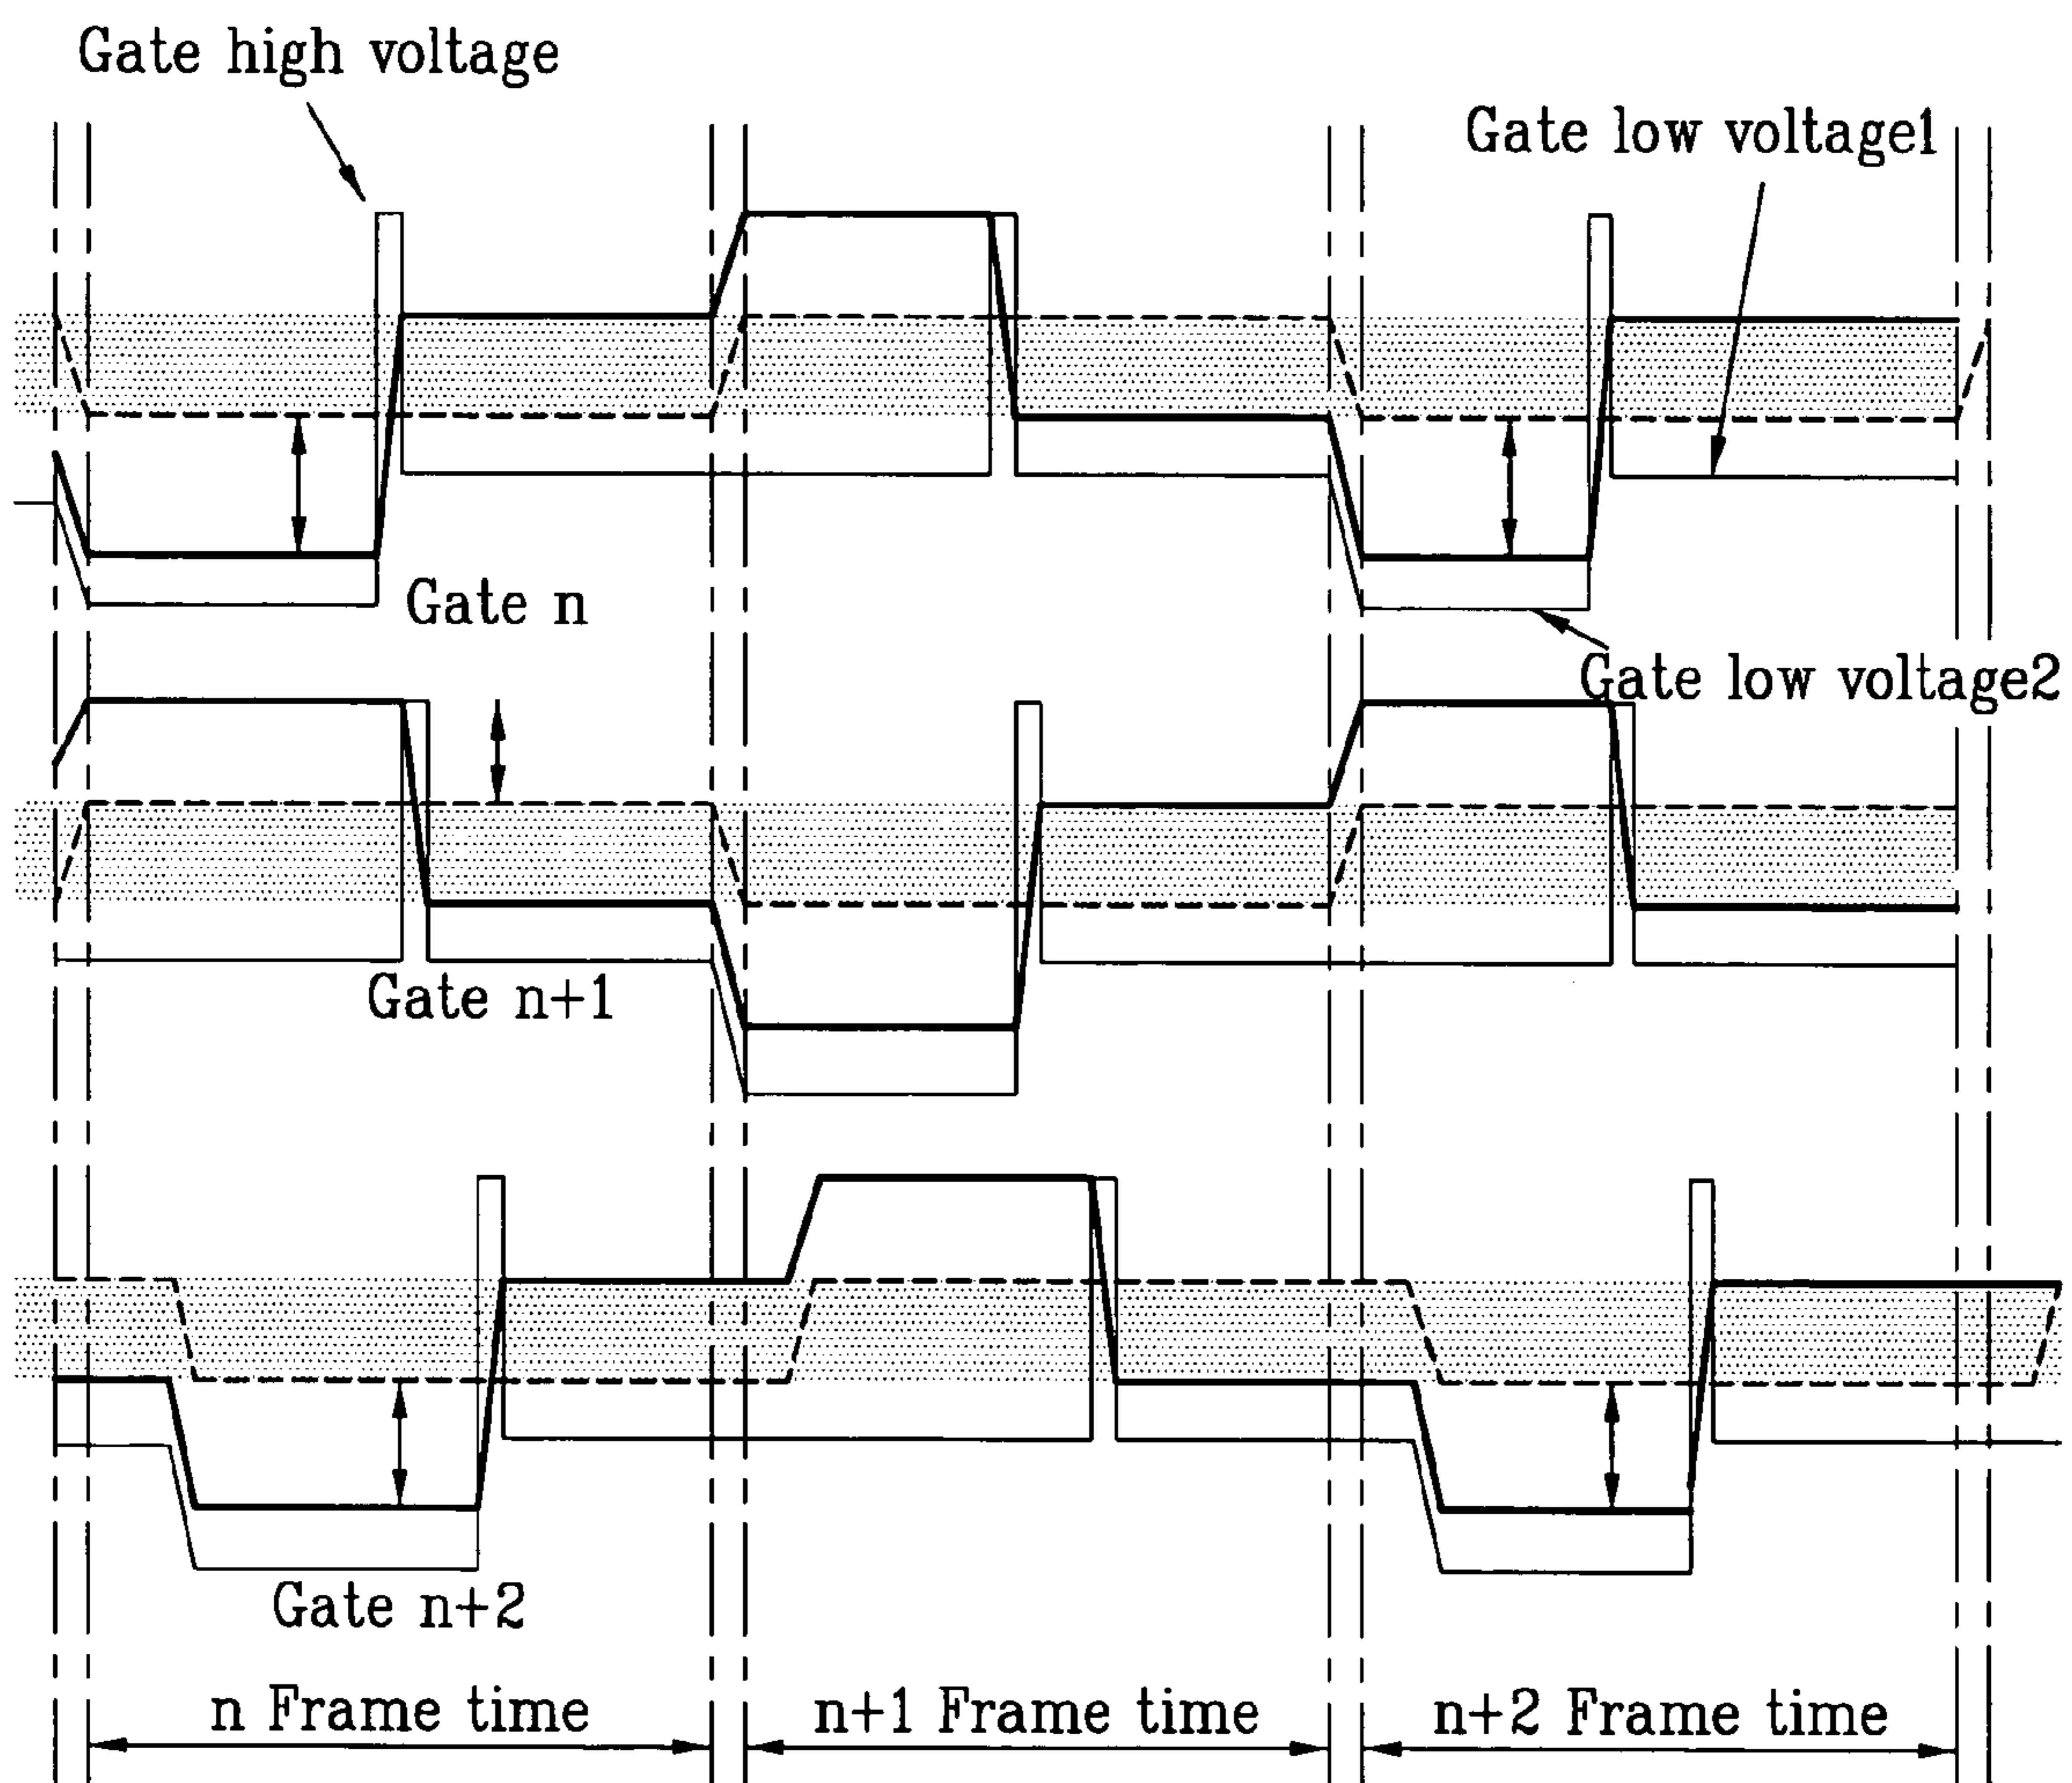 Gate high voltage
Gate low voltage1
Gate n
Gate low voltage2
Gate n+1
Gate n+2
n Frame time
n+1 Frame time
n+2 Frame time